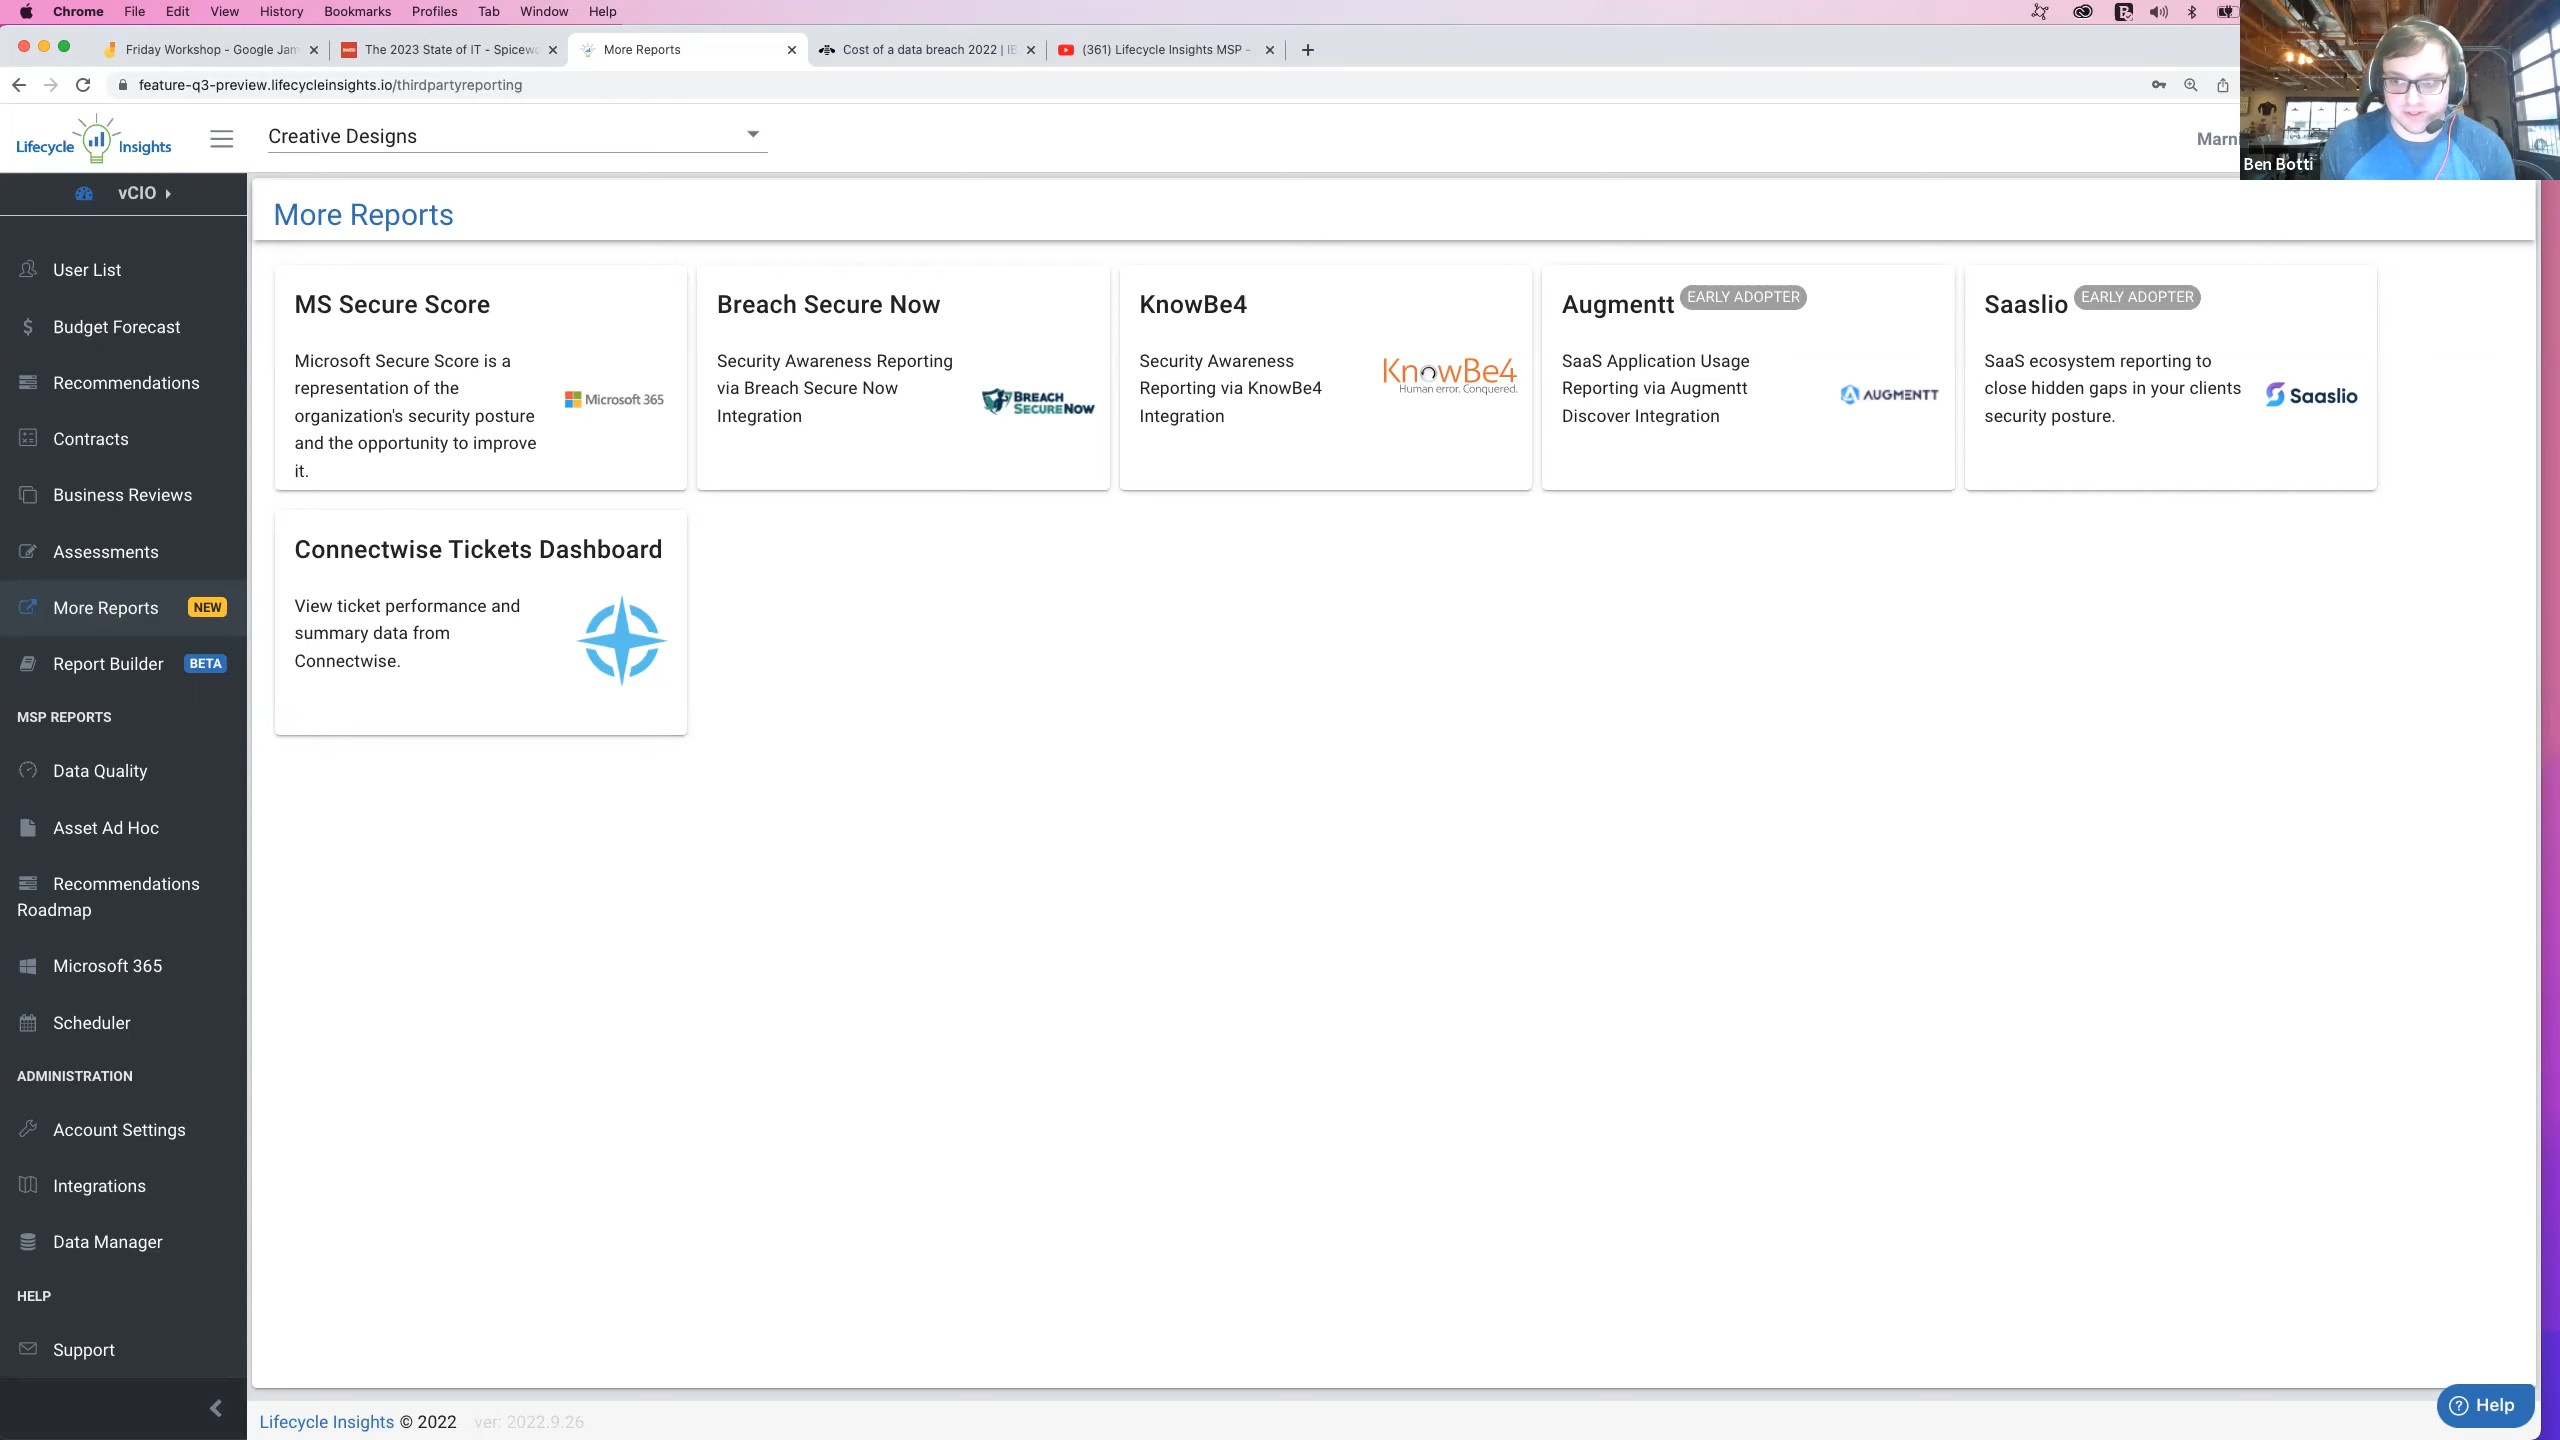 Chrome File Edit View History Bookmarks Profiles Tab Window Help
Friday Workshop - Google Jam
The 2023 State of IT - Spicewo
More Reports
Cost of a data breach 2022 | IB
(361) Lifecycle Insights MSP -
feature-q3-preview.lifecycleinsights.io/thirdpartyreporting
Lifecycle Insights
Creative Designs
Marni
Ben Botti
vCIO
User List
Budget Forecast
Recommendations
Contracts
Business Reviews
Assessments
More Reports NEW
Report Builder BETA
MSP REPORTS
Data Quality
Asset Ad Hoc
Recommendations
Roadmap
Microsoft 365
Scheduler
ADMINISTRATION
Account Settings
Integrations
Data Manager
HELP
Support
More Reports
MS Secure Score
Microsoft Secure Score is a
representation of the
organization's security posture
and the opportunity to improve
it.
Microsoft 365
Breach Secure Now
Security Awareness Reporting
via Breach Secure Now
Integration
BREACH
SECURENOW
KnowBe4
Security Awareness
Reporting via KnowBe4
Integration
KnowBe4
Human error. Conquered.
Augmentt EARLY ADOPTER
SaaS Application Usage
Reporting via Augmentt
Discover Integration
AUGMENTT
Saaslio EARLY ADOPTER
SaaS ecosystem reporting to
close hidden gaps in your clients
security posture.
Saaslio
Connectwise Tickets Dashboard
View ticket performance and
summary data from
Connectwise.
Lifecycle Insights © 2022 ver: 2022.9.26
Help